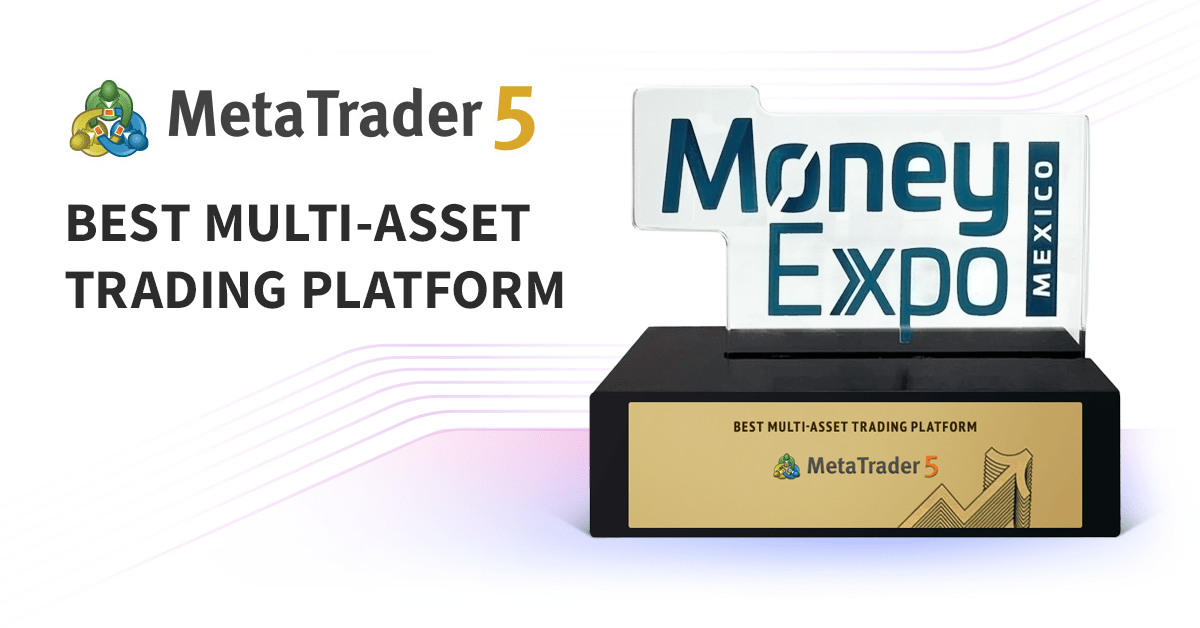 MetaTrader 5
BEST MULTI-ASSET
TRADING PLATFORM
Money
Expo
MEXICO
BEST MULTI-ASSET TRADING PLATFORM
MetaTrader 5